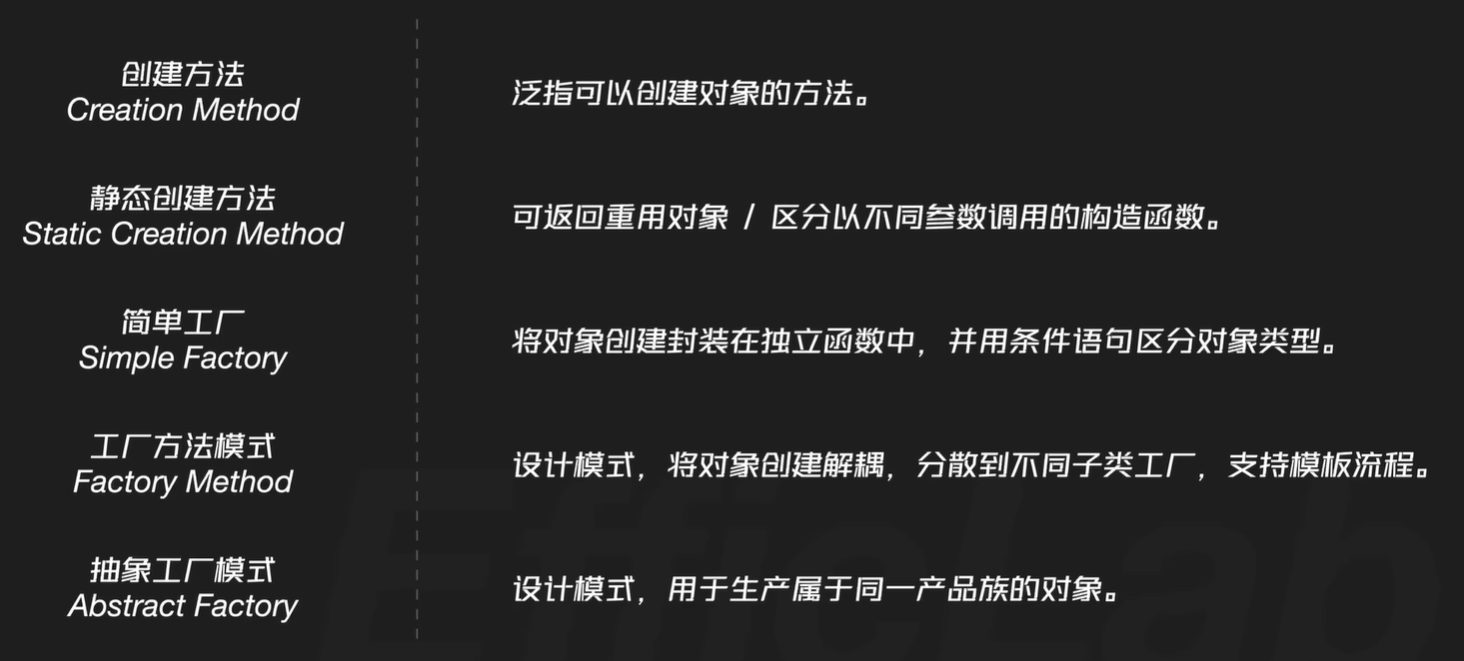 创建方法
Creation Method
泛指可以创建对象的方法。
静态创建方法
Static Creation Method
可返回重用对象 / 区分以不同参数调用的构造函数。
简单工厂
Simple Factory
将对象创建封装在独立函数中，并用条件语句区分对象类型。
工厂方法模式
Factory Method
设计模式，将对象创建解耦，分散到不同子类工厂，支持模板流程。
抽象工厂模式
Abstract Factory
设计模式，用于生产属于同一产品族的对象。
EfficLab